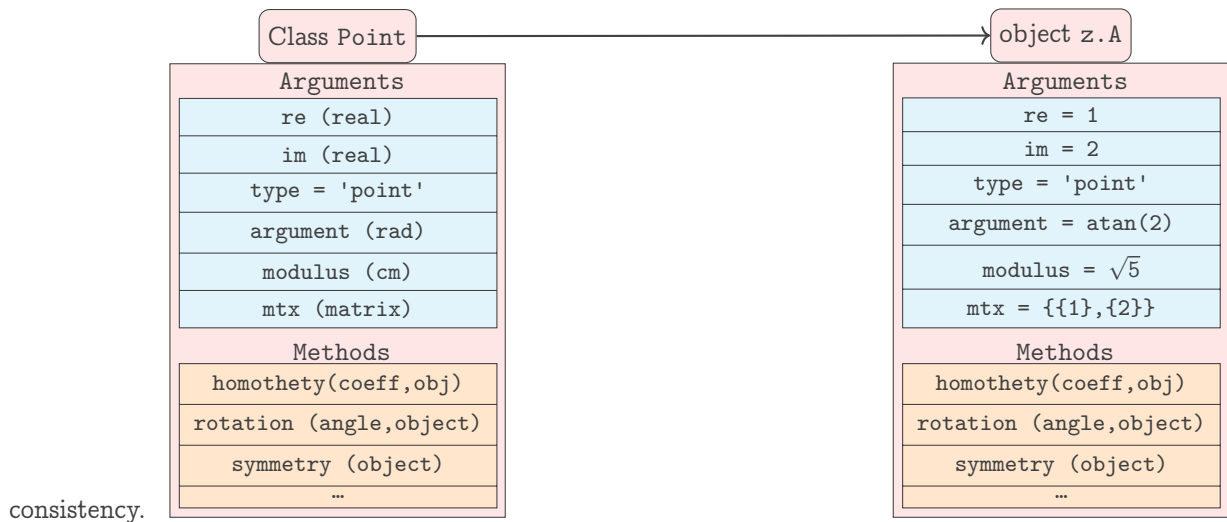 Class Point
Arguments
re (real)
im (real)
type = 'point'
argument (rad)
modulus (cm)
mtx (matrix)
Methods
homothety(coeff,obj)
rotation (angle,object)
symmetry (object)
…
object z.A
Arguments
re = 1
im = 2
type = 'point'
argument = atan(2)
modulus = √5
mtx = {{1},{2}}
Methods
homothety(coeff,obj)
rotation (angle,object)
symmetry (object)
…
consistency.